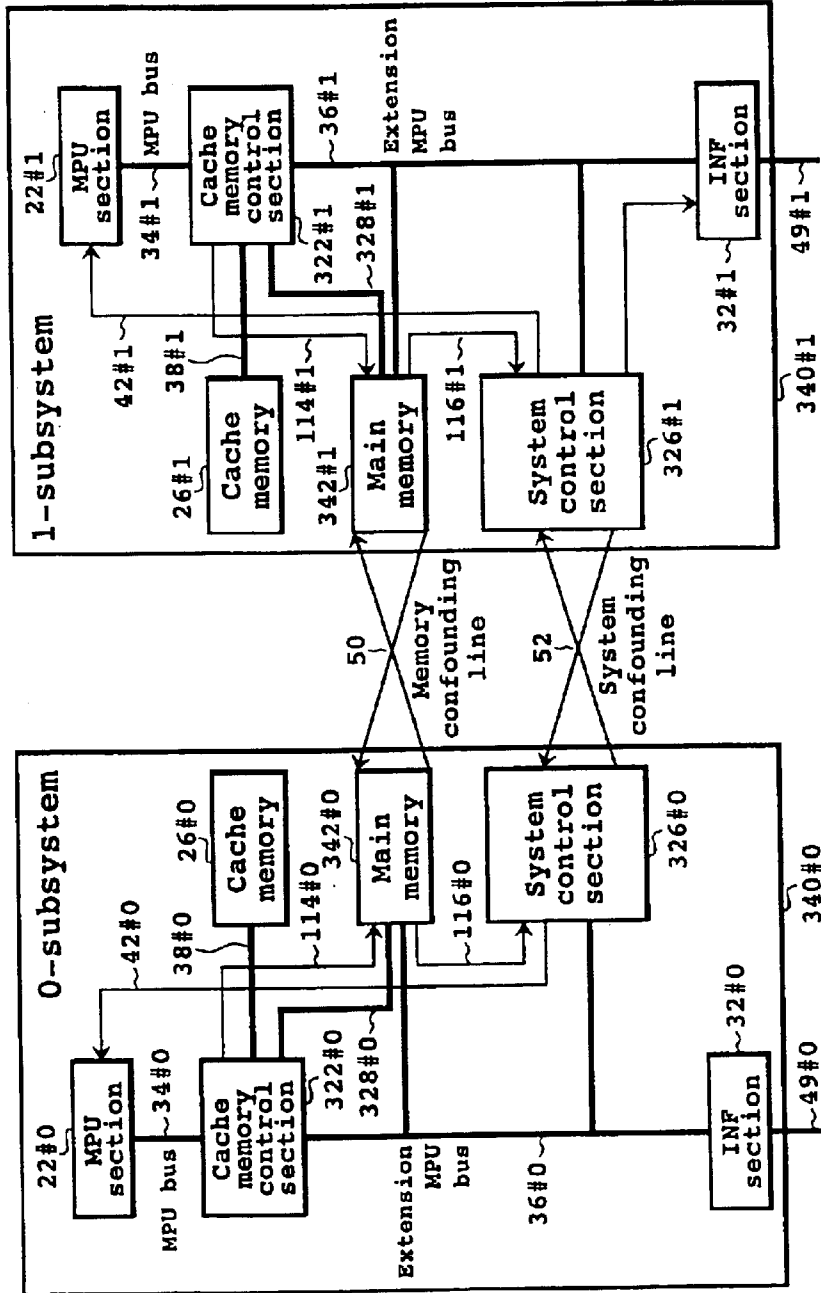 0-subsystem
22#0
MPU
section
MPU bus
34#0
42#0
Cache
memory
control
section
322#0
38#0
26#0
Cache
memory
114#0
328#0
342#0
Main
memory
Extension
MPU
bus
116#0
36#0
System
control
section
326#0
INF
section
32#0
49#0
340#0
50
Memory
confounding
line
52
System
confounding
line
1-subsystem
22#1
MPU
section
34#1
MPU bus
42#1
Cache
memory
control
section
322#1
36#1
38#1
26#1
Cache
memory
114#1
328#1
342#1
Main
memory
Extension
MPU
bus
116#1
System
control
section
326#1
INF
section
32#1
49#1
340#1